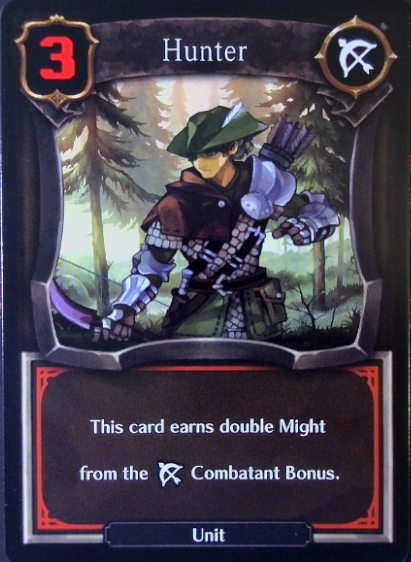 3
Hunter
This card earns double Might
from the Combatant Bonus.
Unit